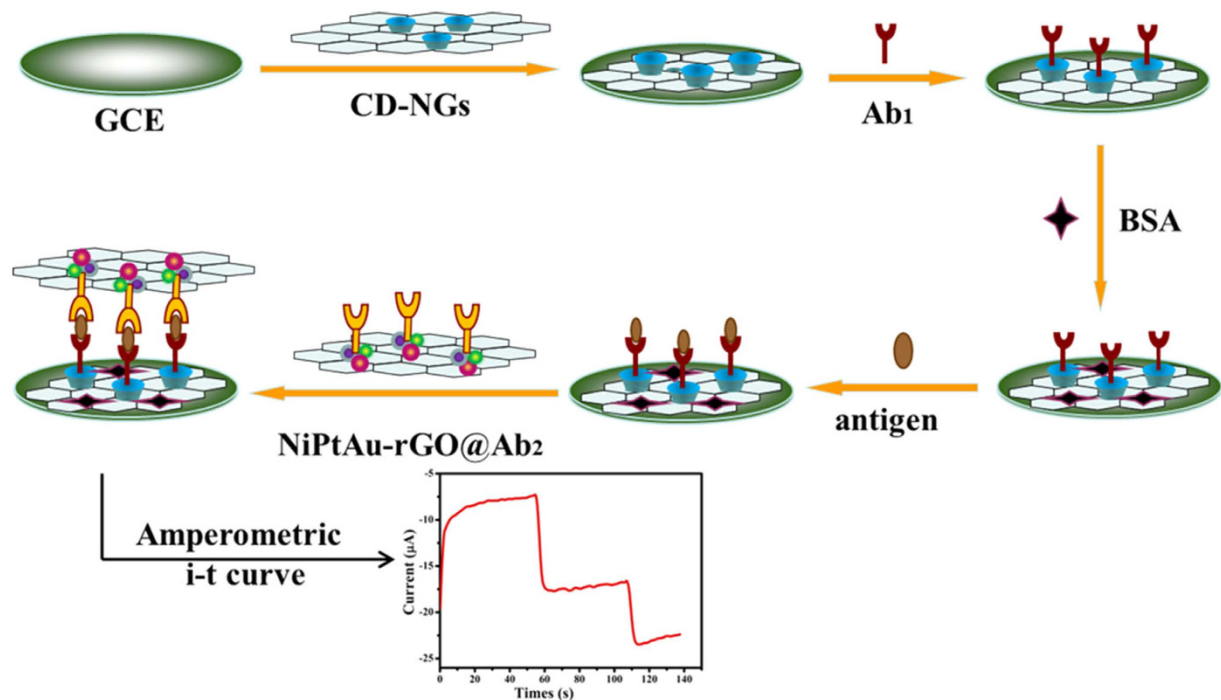 GCE
CD-NGs
Ab1
BSA
antigen
NiPtAu-rGO@Ab2
Amperometric
i-t curve
Current (μA)
-5
-10
-15
-20
-25
0 20 40 60 80 100 120 140
Times (s)